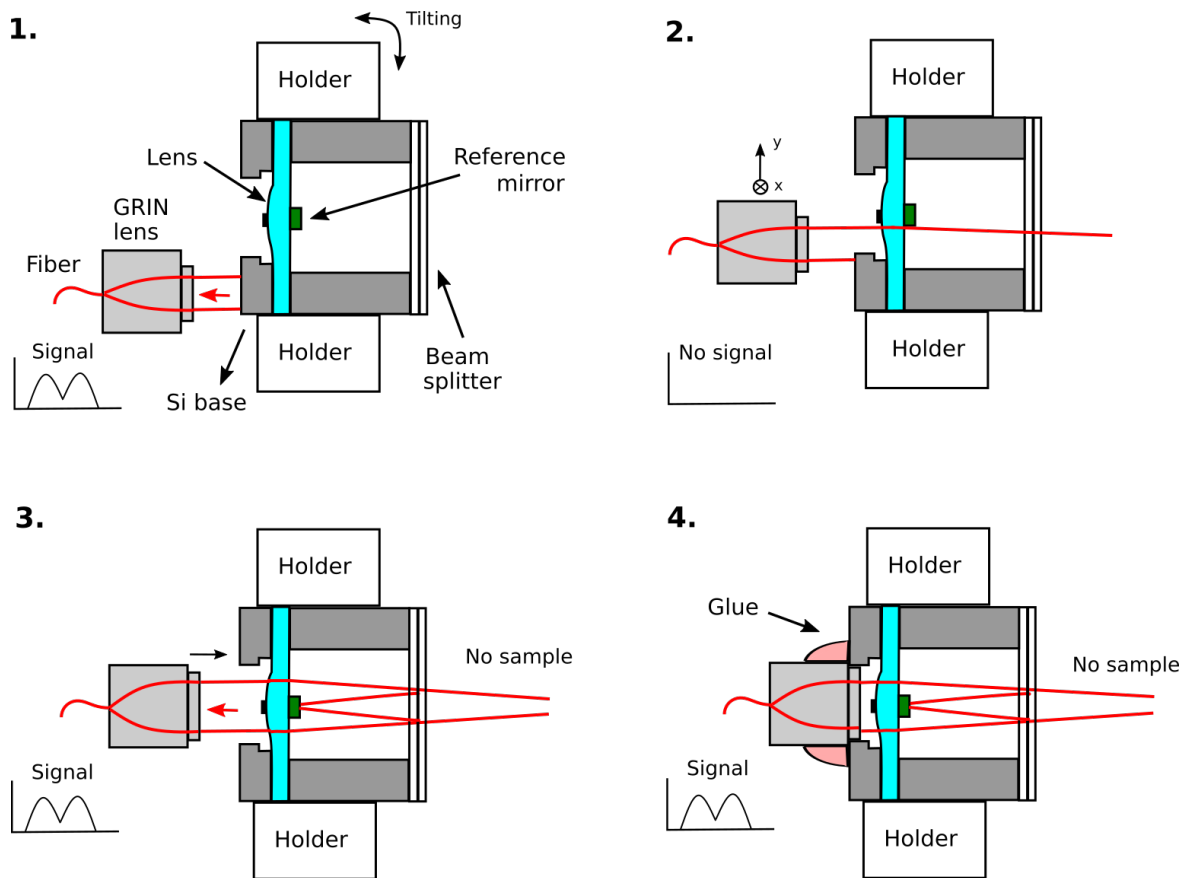 1.
Tilting
Holder
Lens
Reference
mirror
GRIN
lens
Fiber
Signal
Si base
Holder
Beam
splitter
2.
Holder
y
x
No signal
Holder
3.
Holder
No sample
Signal
Holder
4.
Holder
Glue
No sample
Signal
Holder